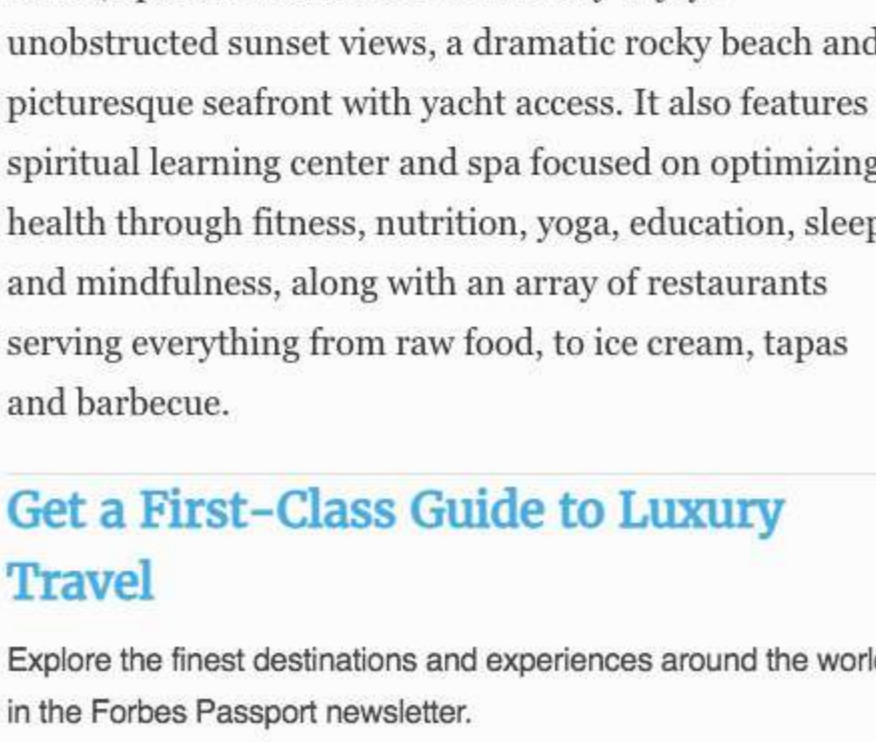 unobstructed sunset views, a dramatic rocky beach and
picturesque seafront with yacht access. It also features
spiritual learning center and spa focused on optimizing
health through fitness, nutrition, yoga, education, sleep
and mindfulness, along with an array of restaurants
serving everything from raw food, to ice cream, tapas
and barbecue.
Get a First-Class Guide to Luxury
Travel
Explore the finest destinations and experiences around the world
in the Forbes Passport newsletter.